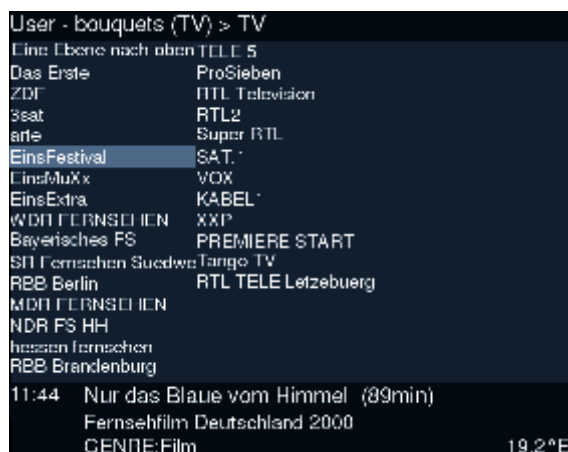 User - bouquets (TV) > TV
Eine Ebene nach oben
Das Erste
ZDF
3sat
arte
EinsFestival
EinsMuXx
EinsExtra
WDR FERNSEHEN
Bayerisches FS
SR Fernsehen Suedwe
RBB Berlin
MDR FERNSEHEN
NDR FS HH
hessen fernsehen
RBB Brandenburg
TELE 5
ProSieben
RTL Television
RTL2
Super RTL
SAT.1
VOX
KABEL1
XXP
PREMIERE START
Tango TV
RTL TELE Letzebuerg
11:44 Nur das Blaue vom Himmel (89min)
Fernsehfilm Deutschland 2000
GENRE:Film 19.2°E